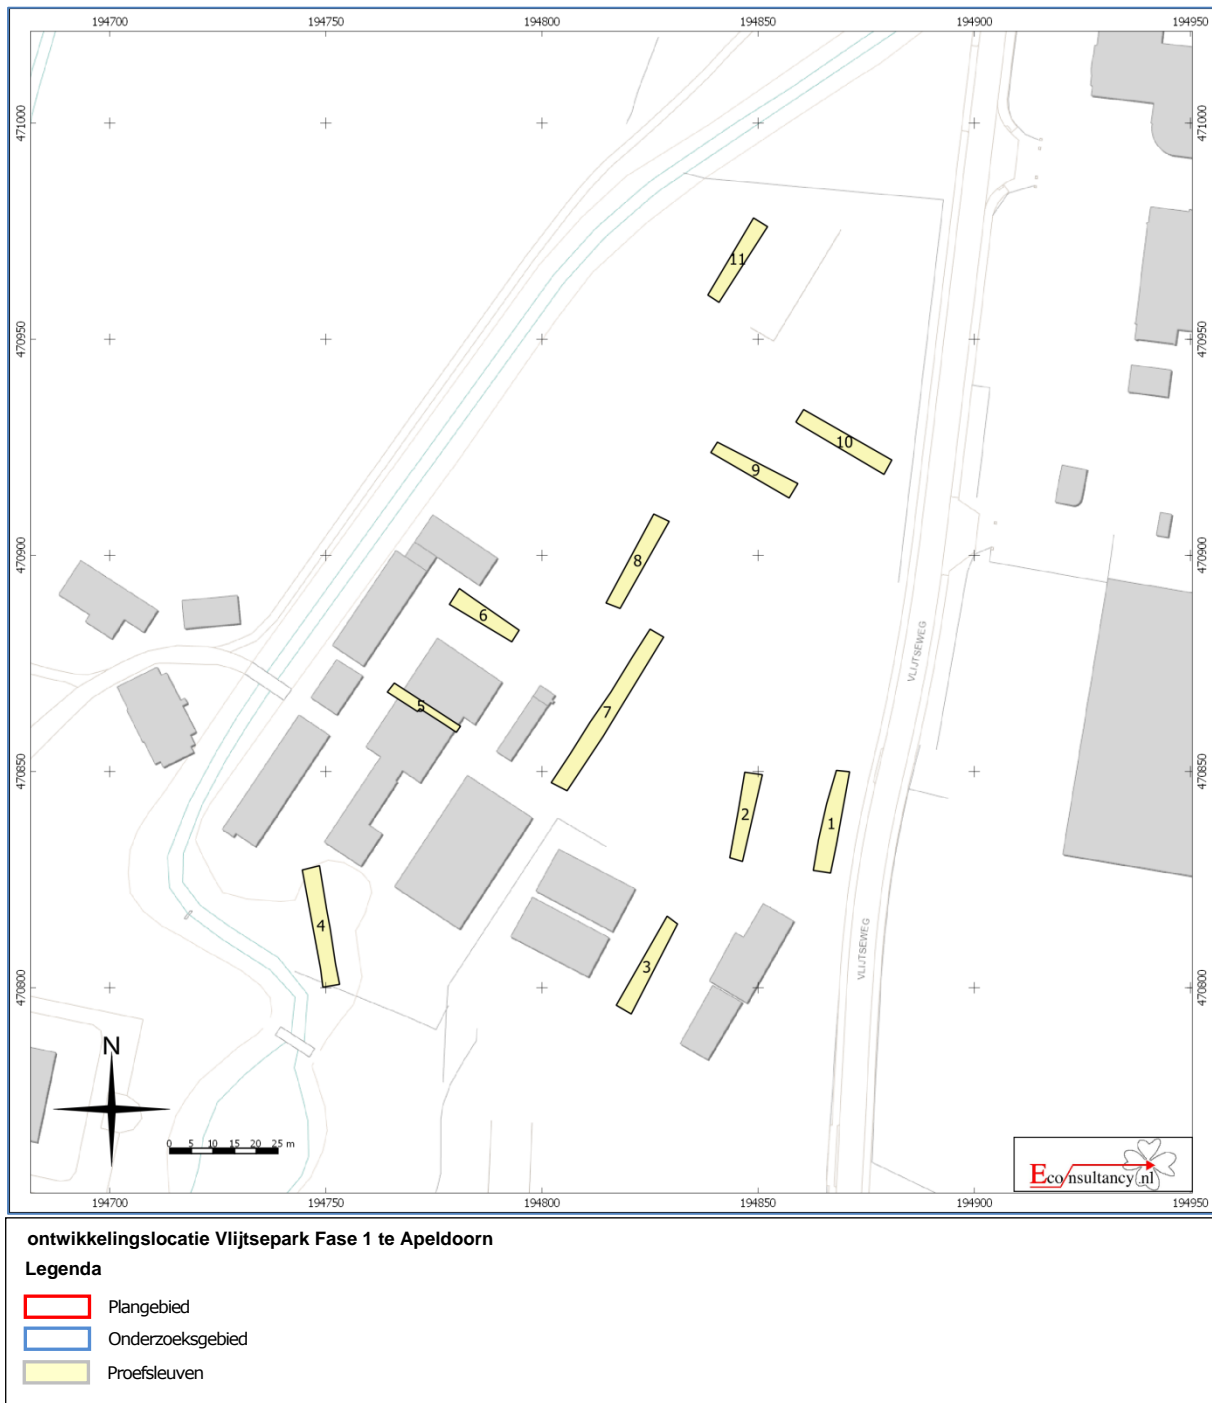 194700 194750 194800 194850 194900 194950
471000 471000
470950 470950
470900 470900
470850 470850
470800 470800
11
10
9
8
6
7
5
2
1
4
3
VLIJTSEWEG
VLIJTSEWEG
N
0 5 10 15 20 25 m
Econsultancy.nl
194700 194750 194800 194850 194900 194950
ontwikkelingslocatie Vlijtsepark Fase 1 te Apeldoorn
Legenda
Plangebied
Onderzoeksgebied
Proefsleuven